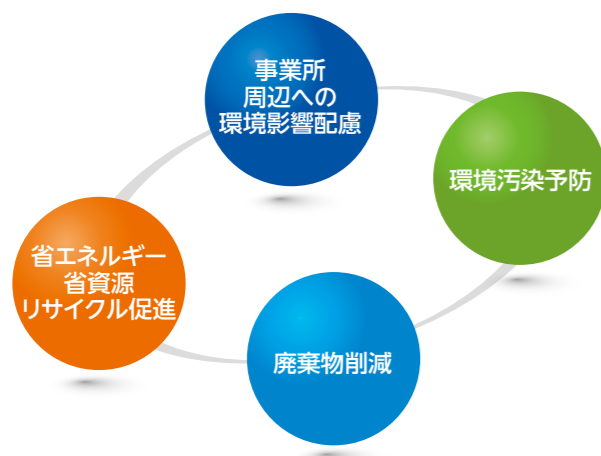 事業所
周辺への
環境影響配慮
環境汚染予防
省エネルギー
省資源
リサイクル促進
廃棄物削減